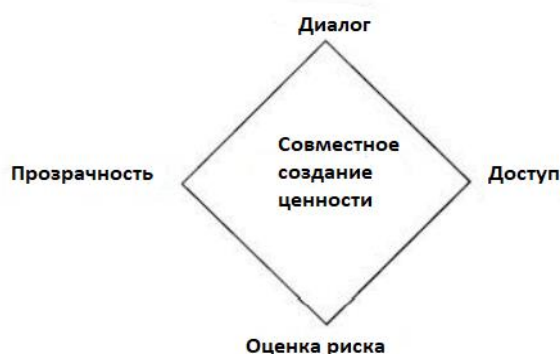 Диалог
Совместное
создание
ценности
Прозрачность
Доступ
Оценка риска